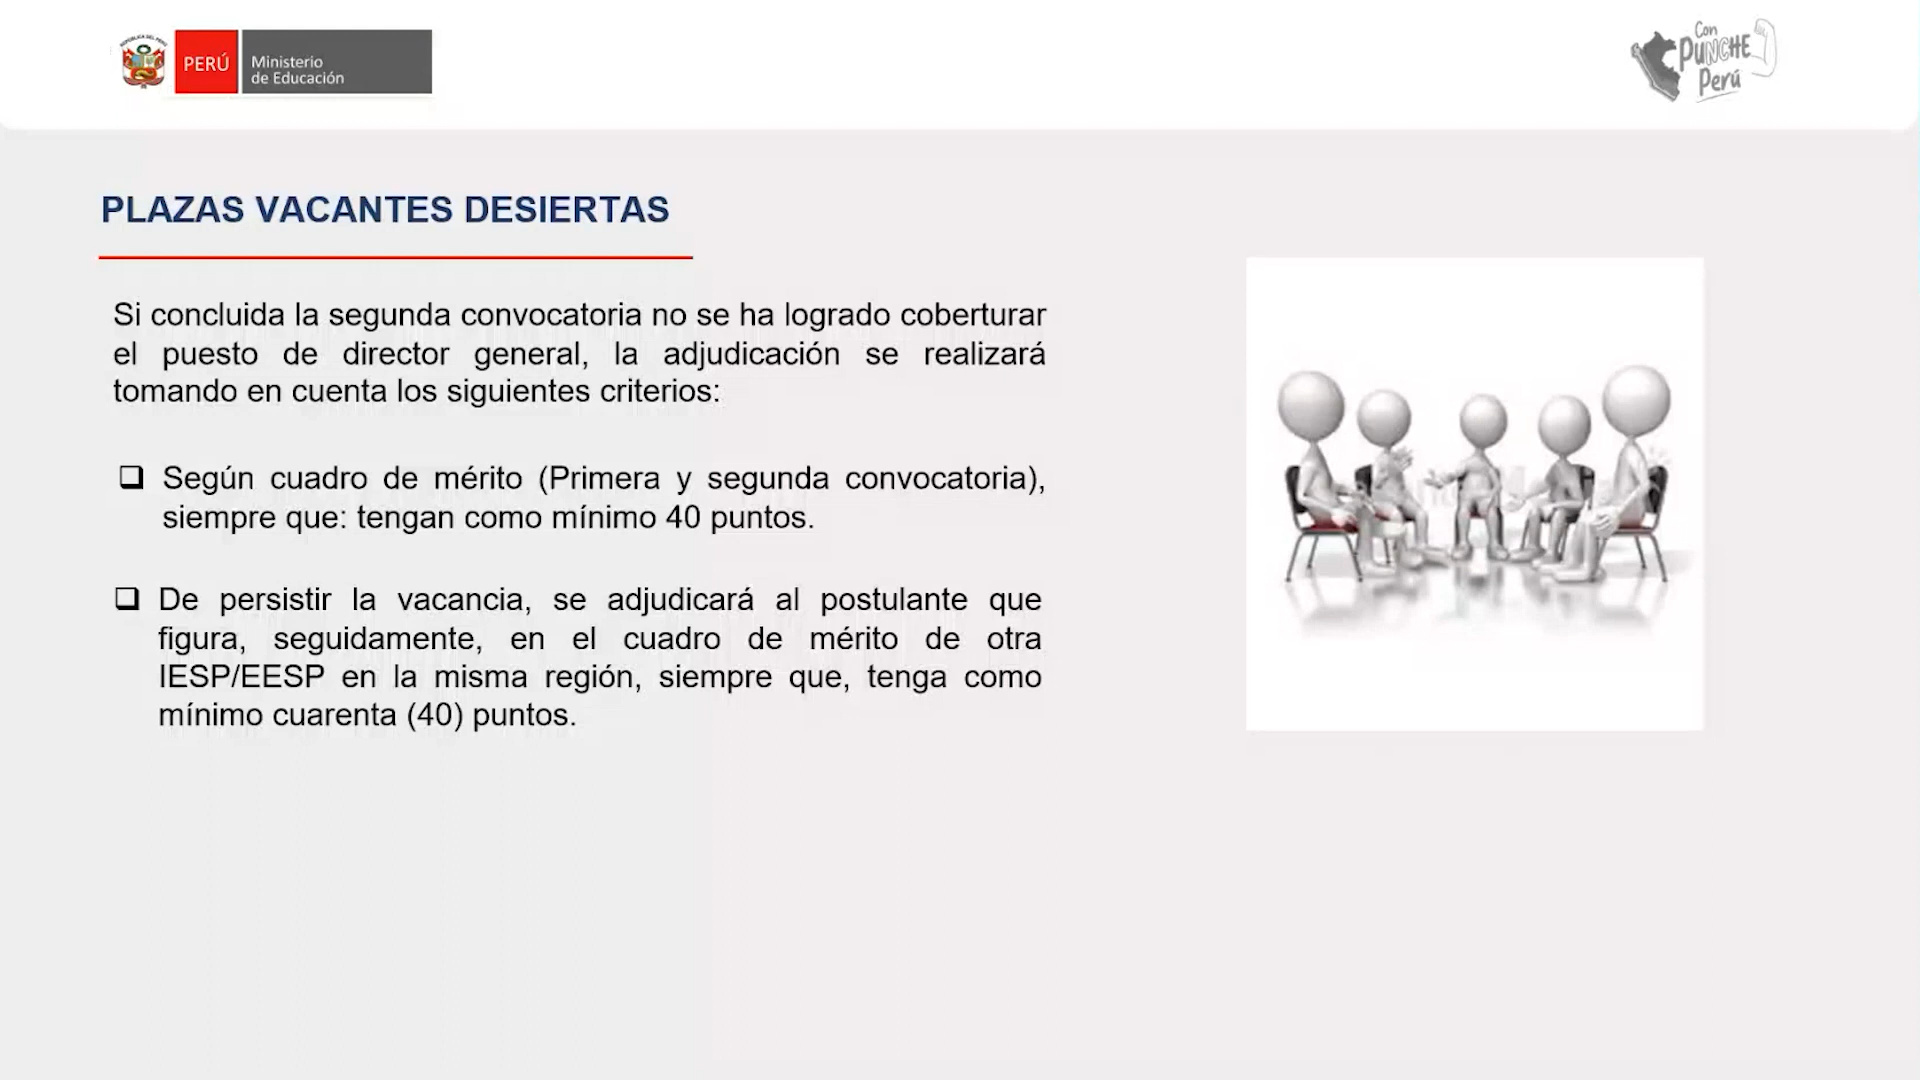 REPÚBLICA DEL PERÚ
PERÚ
Ministerio
de Educación
Con
PUNCHE
Perú
PLAZAS VACANTES DESIERTAS
Si concluida la segunda convocatoria no se ha logrado coberturar
el puesto de director general, la adjudicación se realizará
tomando en cuenta los siguientes criterios:
❑ Según cuadro de mérito (Primera y segunda convocatoria),
siempre que: tengan como mínimo 40 puntos.
❑ De persistir la vacancia, se adjudicará al postulante que
figura, seguidamente, en el cuadro de mérito de otra
IESP/EESP en la misma región, siempre que, tenga como
mínimo cuarenta (40) puntos.